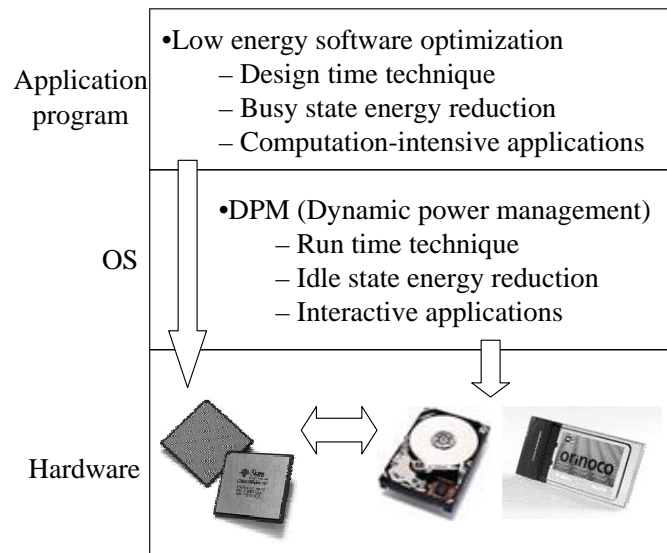 •Low energy software optimization
– Design time technique
– Busy state energy reduction
– Computation-intensive applications
Application
program
•DPM (Dynamic power management)
– Run time technique
– Idle state energy reduction
– Interactive applications
OS
Hardware
Sun
orinoco